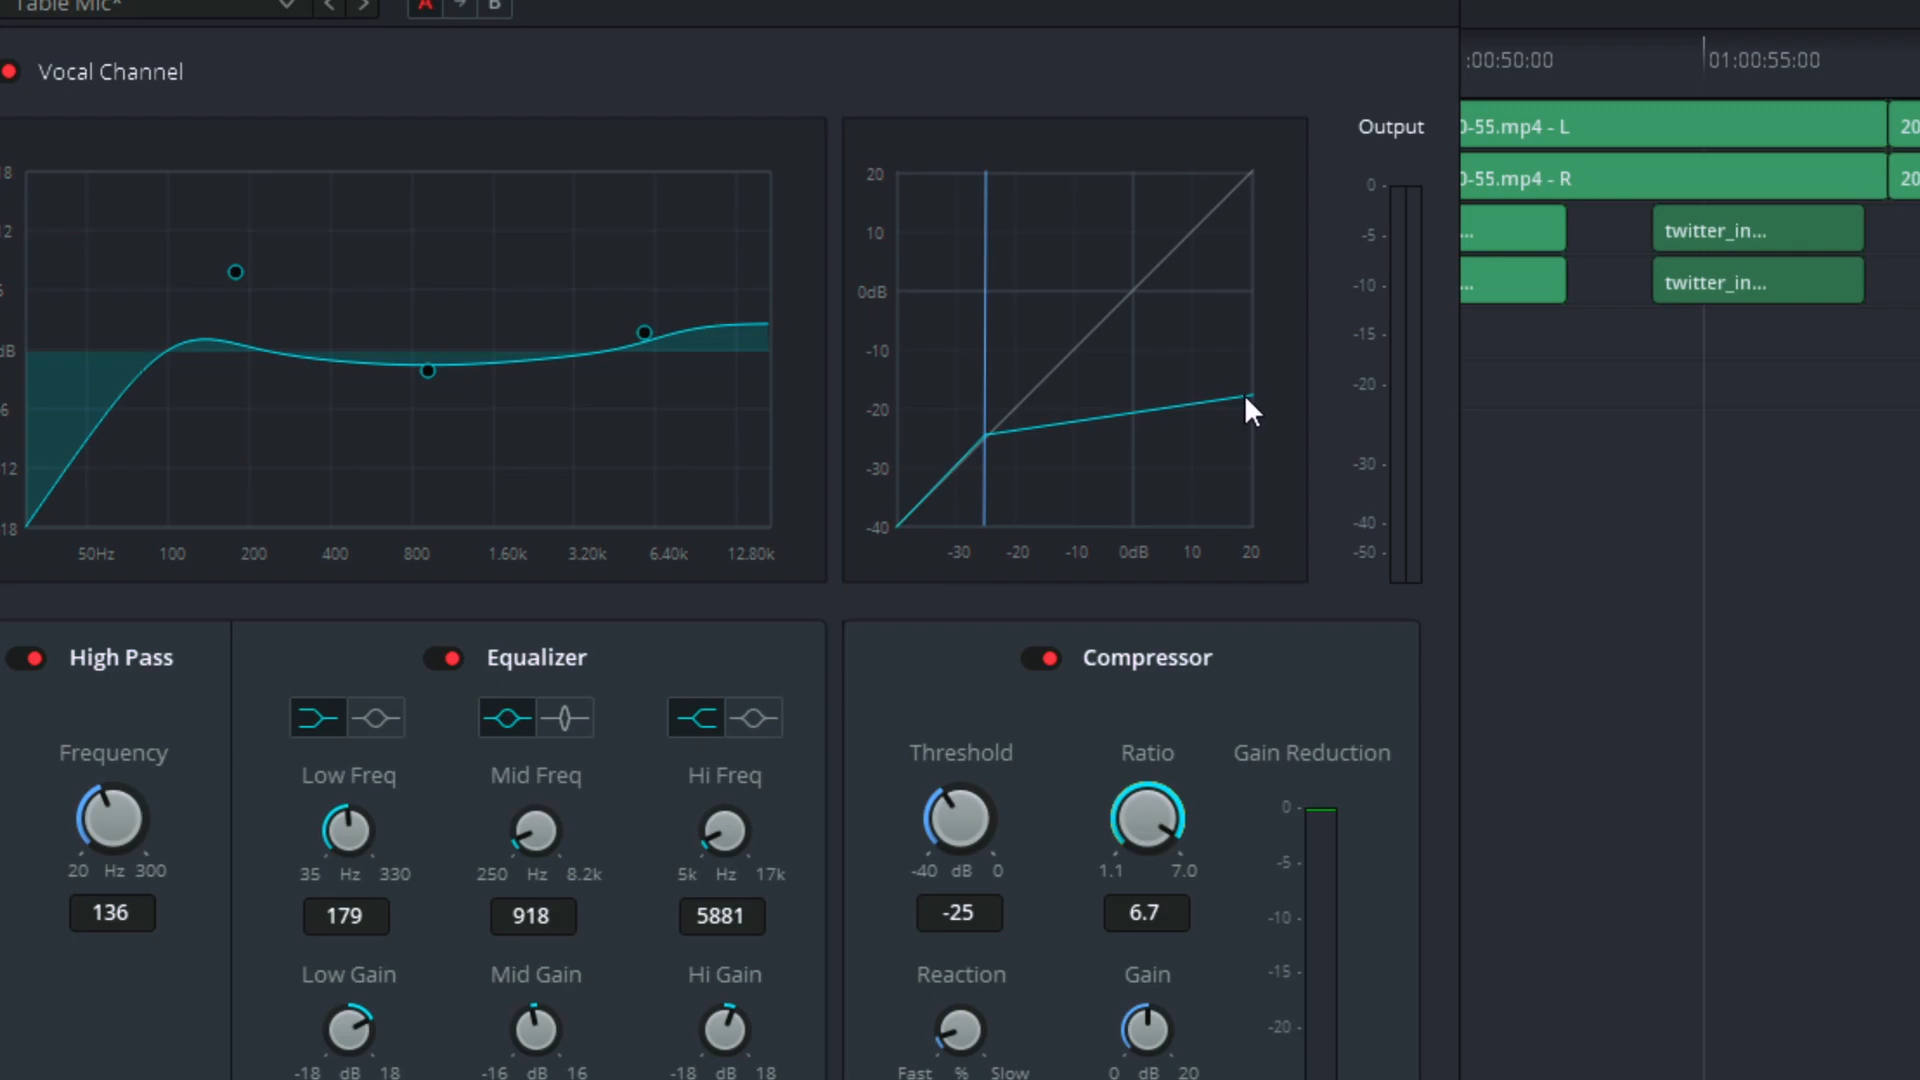 Table Mic*
A
B
Vocal Channel
:00:50:00
01:00:55:00
Output
0-55.mp4 - L
20
0-55.mp4 - R
20
...
twitter_in...
...
twitter_in...
20
10
0dB
-10
-20
-30
-40
-30
-20
-10
0dB
10
20
0
-5
-10
-15
-20
-30
-40
-50
50Hz
100
200
400
800
1.60k
3.20k
6.40k
12.80k
High Pass
Equalizer
Compressor
Frequency
Low Freq
Mid Freq
Hi Freq
Threshold
Ratio
Gain Reduction
20 Hz 300
35 Hz 330
250 Hz 8.2k
5k Hz 17k
-40 dB 0
1.1 7.0
0
-5
-10
-15
-20
136
179
918
5881
-25
6.7
Low Gain
Mid Gain
Hi Gain
Reaction
Gain
-18 dB 18
-16 dB 16
-18 dB 18
Fast % Slow
0 dB 20